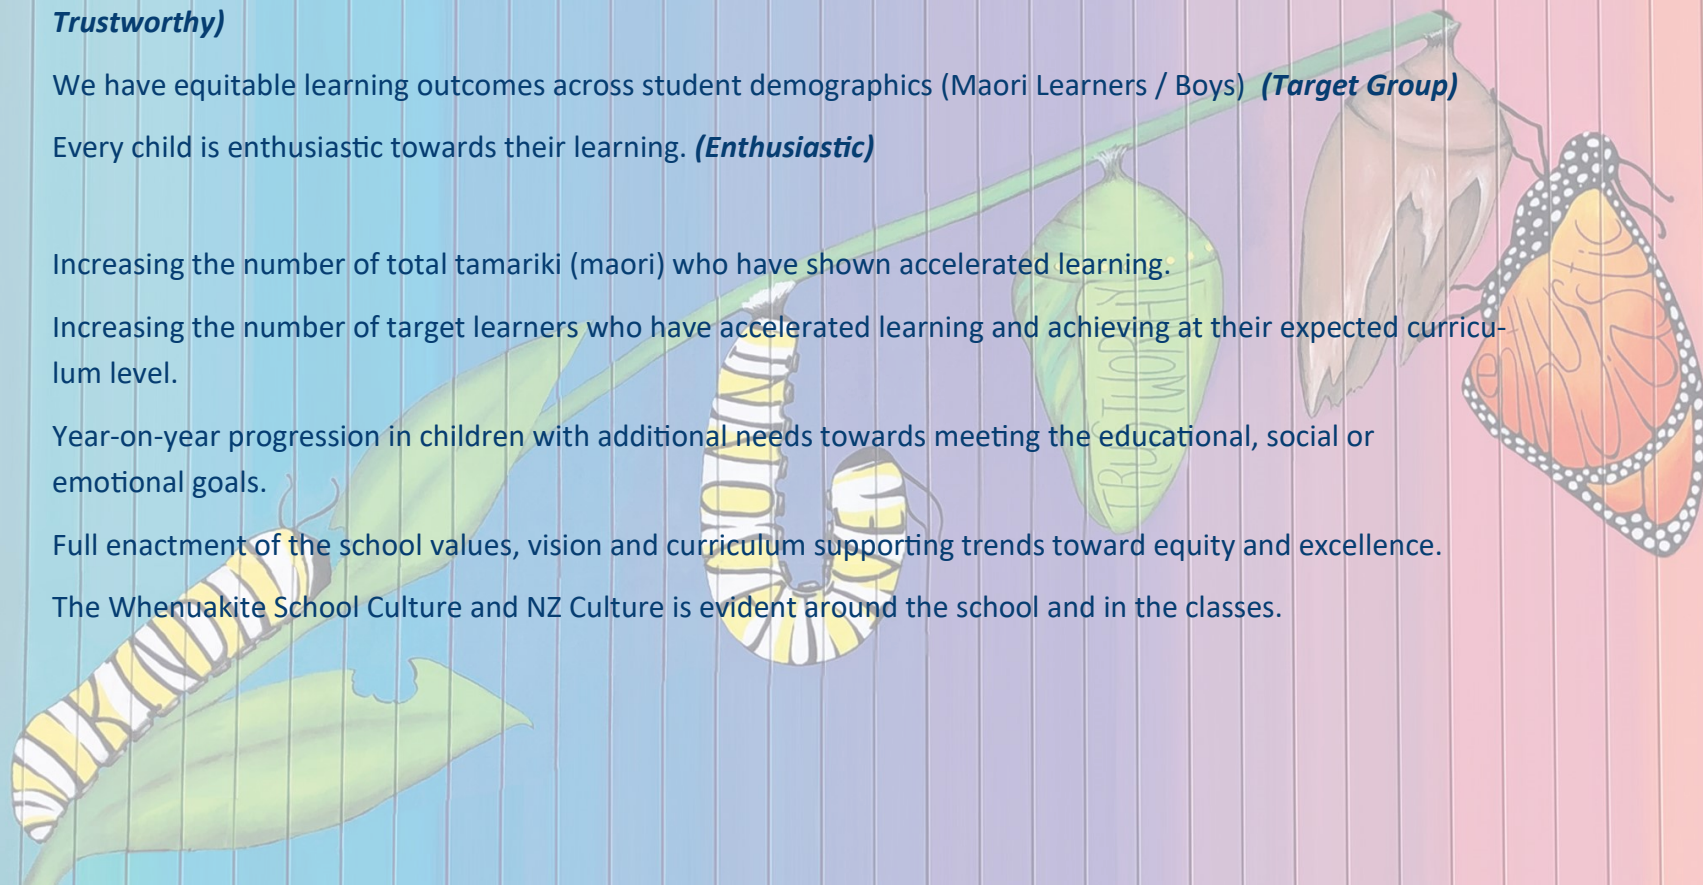 Trustworthy)
We have equitable learning outcomes across student demographics (Maori Learners / Boys) (Target Group)
Every child is enthusiastic towards their learning. (Enthusiastic)
Increasing the number of total tamariki (maori) who have shown accelerated learning.
Increasing the number of target learners who have accelerated learning and achieving at their expected curricu-
lum level.
Year-on-year progression in children with additional needs towards meeting the educational, social or
emotional goals.
Full enactment of the school values, vision and curriculum supporting trends toward equity and excellence.
The Whenuakite School Culture and NZ Culture is evident around the school and in the classes.
KIND
TRUSTWORTHY